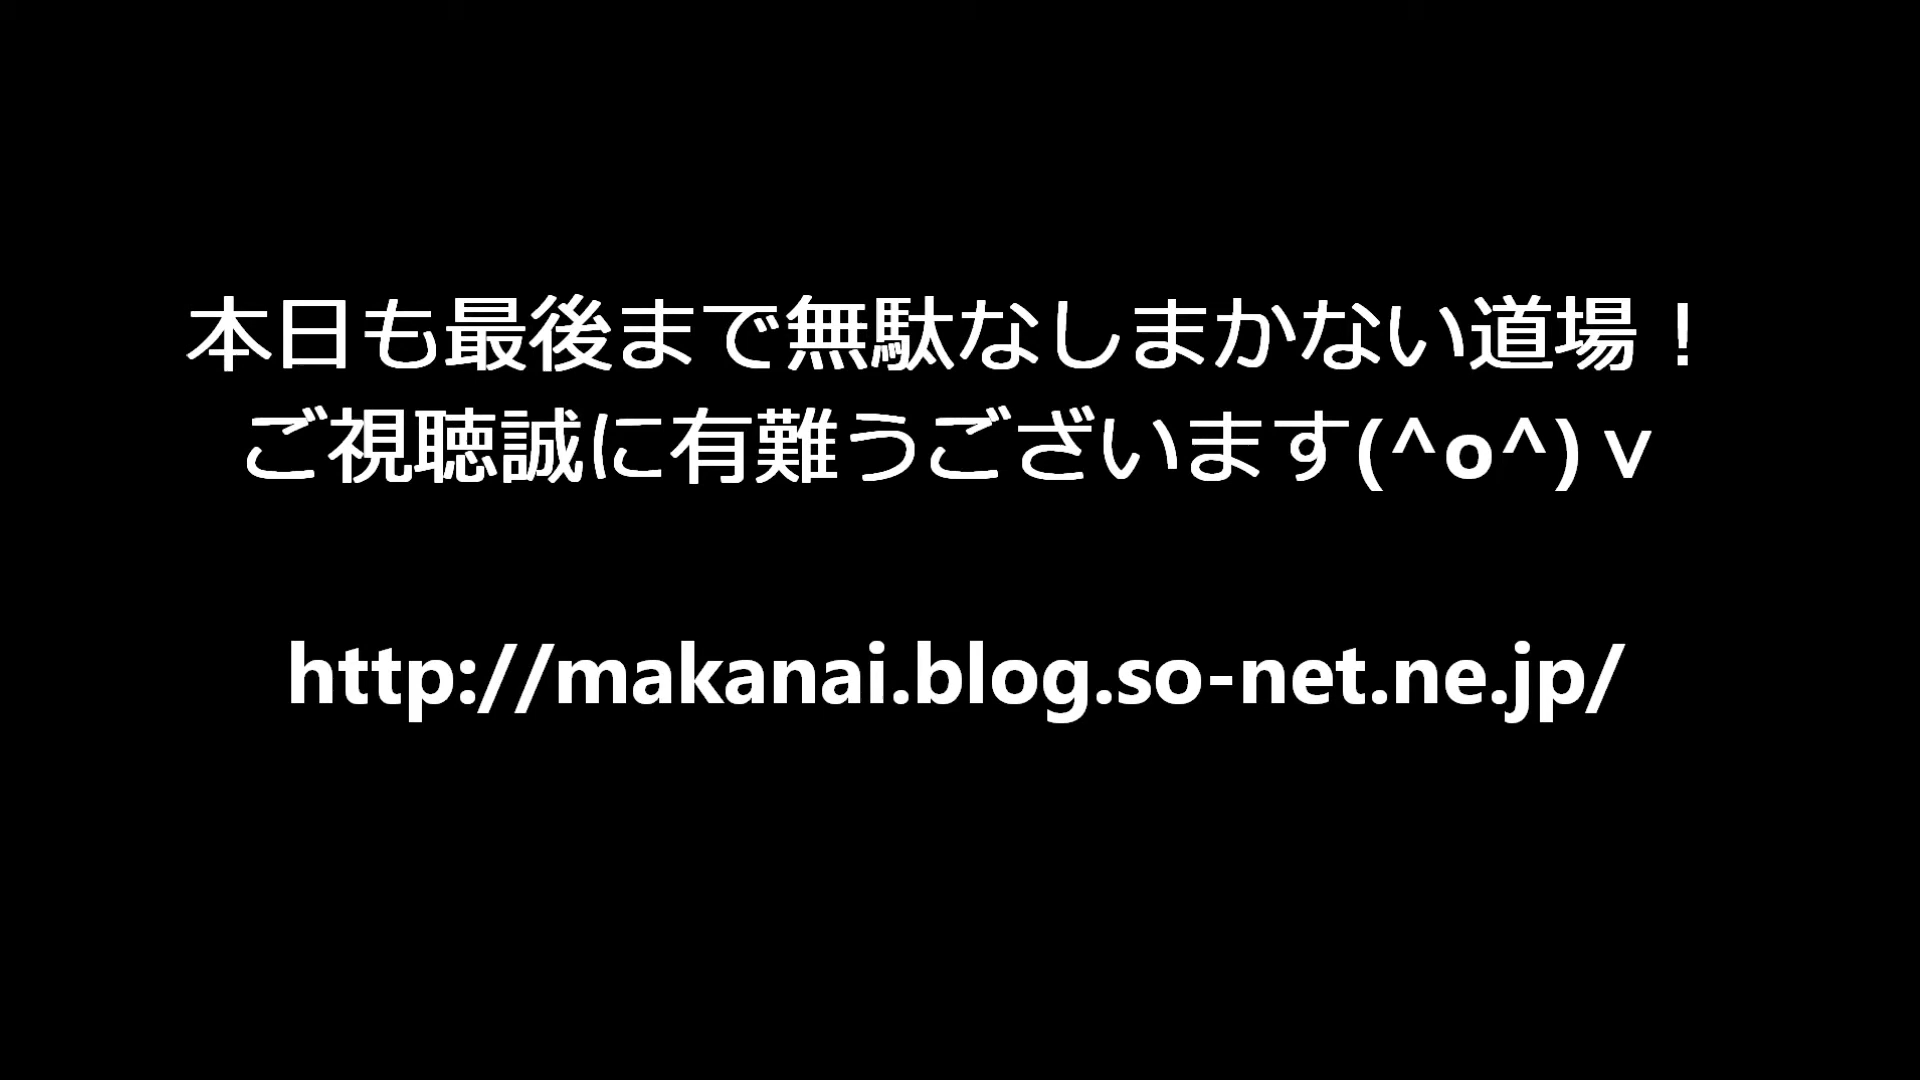 本日も最後まで無駄なしまかない道場！
ご視聴誠に有難うございます(^o^)ｖ
http://makanai.blog.so-net.ne.jp/